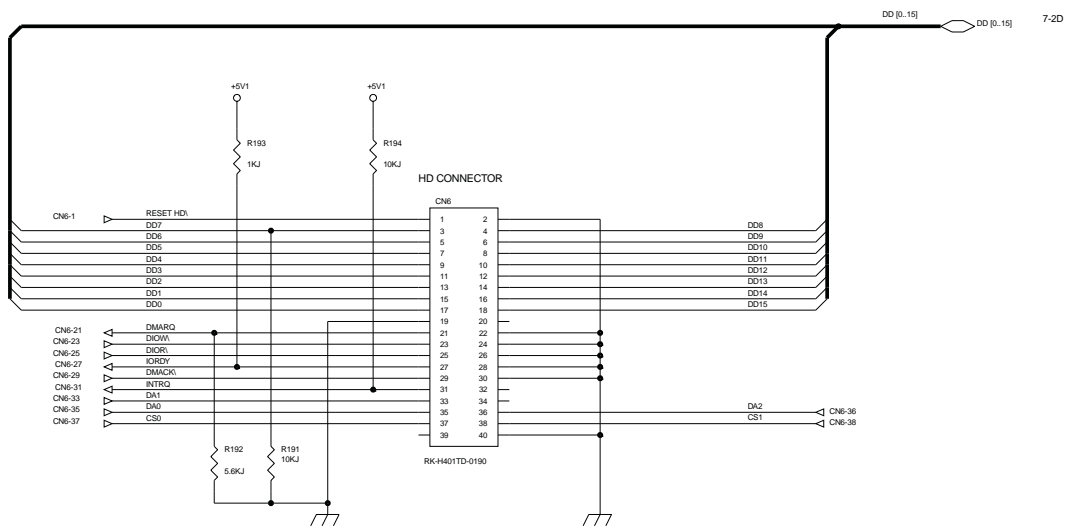 DD [0..15]
DD [0..15]
7-2D
+5V1
+5V1
R193
1KJ
R194
10KJ
HD CONNECTOR
CN6
CN6-1
RESET HD\
1
2
DD7
3
4
DD8
DD6
5
6
DD9
DD5
7
8
DD10
DD4
9
10
DD11
DD3
11
12
DD12
DD2
13
14
DD13
DD1
15
16
DD14
DD0
17
18
DD15
19
20
CN6-21
DMARQ
21
22
CN6-23
DIOW\
23
24
CN6-25
DIOR\
25
26
CN6-27
IORDY
27
28
CN6-29
DMACK\
29
30
CN6-31
INTRQ
31
32
CN6-33
DA1
33
34
CN6-35
DA0
35
36
DA2
CN6-36
CN6-37
CS0
37
38
CS1
CN6-38
39
40
R192
5.6KJ
R191
10KJ
RK-H401TD-0190